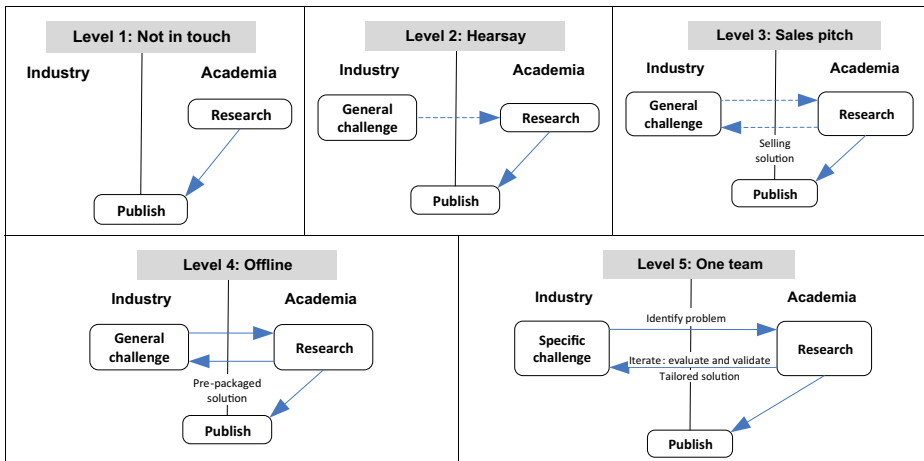 Level 1: Not in touch
Industry
Academia
Research
Publish
Level 2: Hearsay
Industry
Academia
General
challenge
Research
Publish
Level 3: Sales pitch
Industry
Academia
General
challenge
Research
Selling
solution
Publish
Level 4: Offline
Industry
Academia
General
challenge
Research
Pre-packaged
solution
Publish
Level 5: One team
Industry
Academia
Identify problem
Specific
challenge
Research
Iterate: evaluate and validate
Tailored solution
Publish